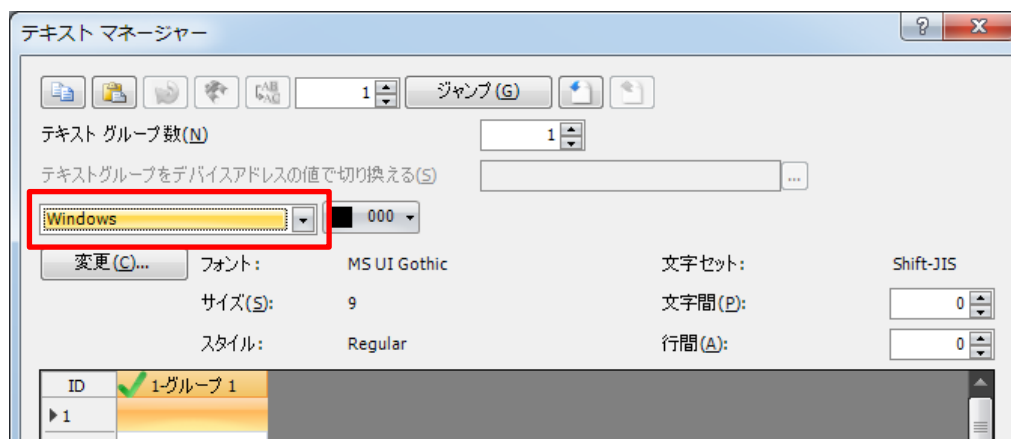 テキスト マネージャー
1 ジャンプ(G)
テキスト グループ数(N) 1
テキストグループをデバイスアドレスの値で切り換える(S) ...
Windows 000
変更(C)... フォント: MS UI Gothic 文字セット: Shift-JIS
サイズ(S): 9 文字間(P): 0
スタイル: Regular 行間(A): 0
ID 1-グループ 1
1